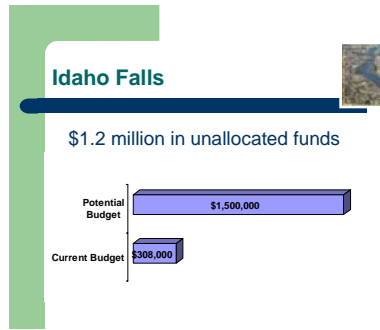 Idaho Falls
$1.2 million in unallocated funds
Potential
Budget
$1,500,000
Current Budget
$308,000